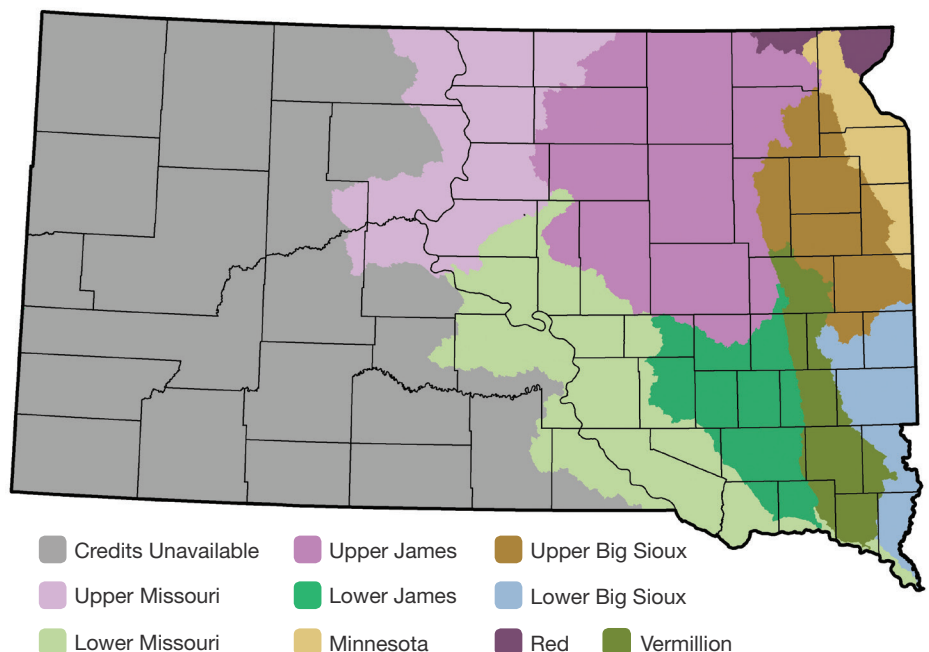 Credits Unavailable Upper James Upper Big Sioux
Upper Missouri Lower James Lower Big Sioux
Lower Missouri Minnesota Red Vermillion